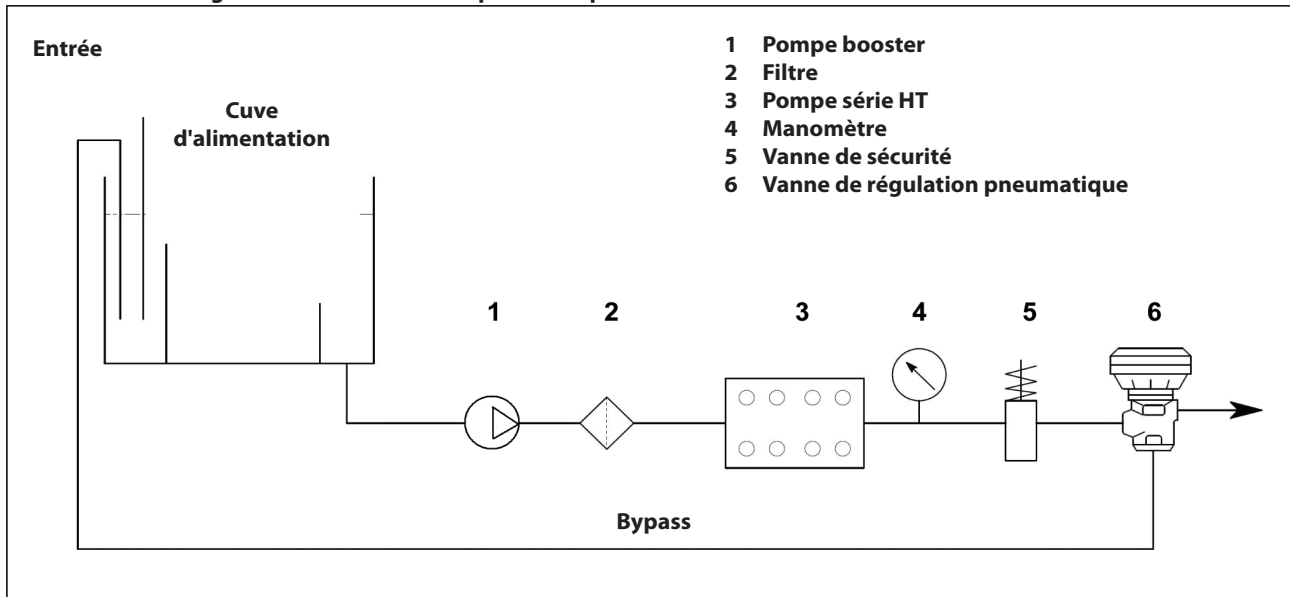 Entrée
Cuve
d'alimentation
1 Pompe booster
2 Filtre
3 Pompe série HT
4 Manomètre
5 Vanne de sécurité
6 Vanne de régulation pneumatique
1 2 3 4 5 6
Bypass